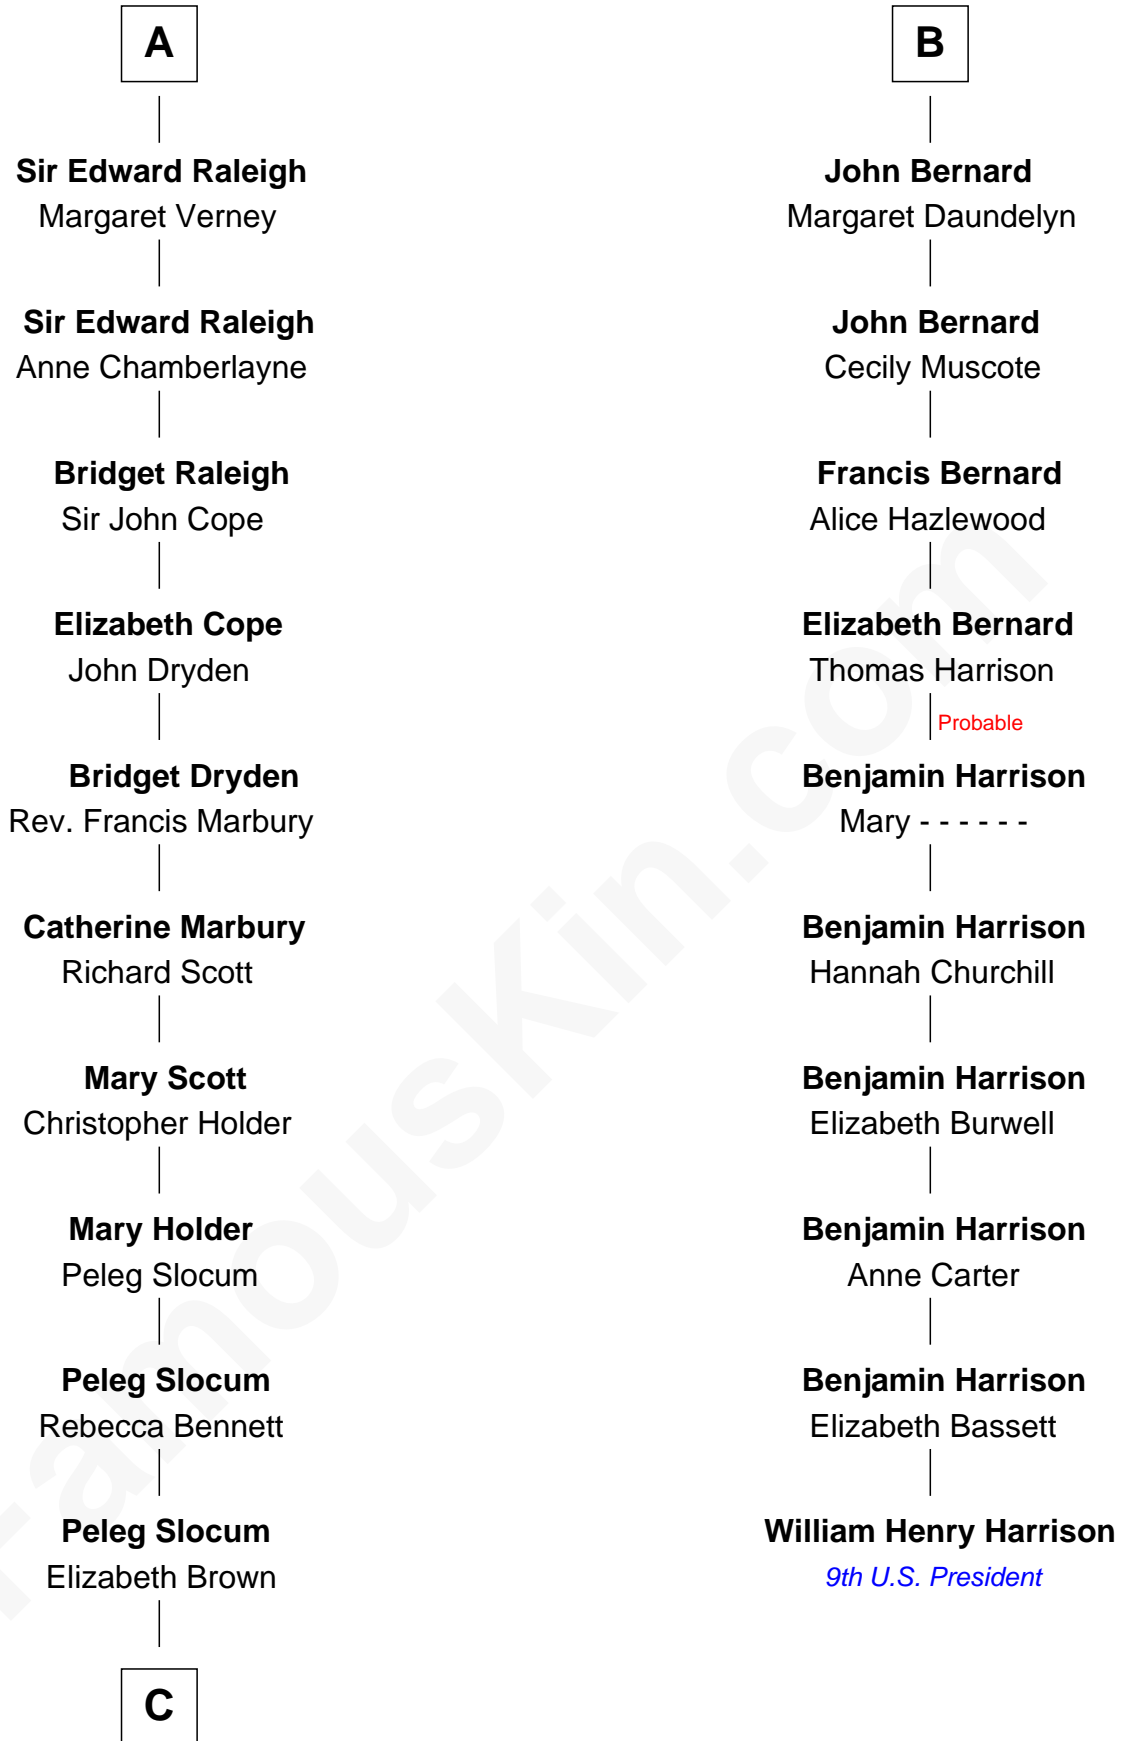 A
Sir Edward Raleigh
Margaret Verney
Sir Edward Raleigh
Anne Chamberlayne
Bridget Raleigh
Sir John Cope
Elizabeth Cope
John Dryden
Bridget Dryden
Rev. Francis Marbury
Catherine Marbury
Richard Scott
Mary Scott
Christopher Holder
Mary Holder
Peleg Slocum
Peleg Slocum
Rebecca Bennett
Peleg Slocum
Elizabeth Brown
C
B
John Bernard
Margaret Daundelyn
John Bernard
Cecily Muscote
Francis Bernard
Alice Hazlewood
Elizabeth Bernard
Thomas Harrison
Probable
Benjamin Harrison
Mary - - - - - -
Benjamin Harrison
Hannah Churchill
Benjamin Harrison
Elizabeth Burwell
Benjamin Harrison
Anne Carter
Benjamin Harrison
Elizabeth Bassett
William Henry Harrison
9th U.S. President
FamousKin.com